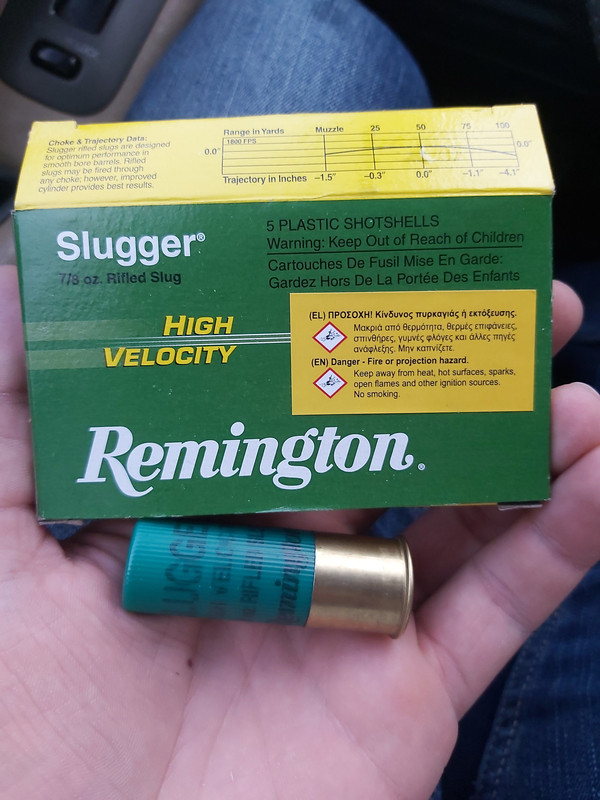 Choke & Trajectory Data:
Slugger rifled slugs are designed
for optimum performance in
smooth bore barrels. Rifled
slugs may be fired through
any choke; however, improved
cylinder provides best results.
Range in Yards Muzzle 25 50 75 100
1800 FPS
0.0" 0.0"
Trajectory in Inches –1.5" –0.3" 0.0" –1.1" –4.1"
Slugger®
7/8 oz. Rifled Slug
5 PLASTIC SHOTSHELLS
Warning: Keep Out of Reach of Children
Cartouches De Fusil Mise En Garde:
Gardez Hors De La Portée Des Enfants
HIGH
VELOCITY
(EL) ΠΡΟΣΟΧΗ! Κίνδυνος πυρκαγιάς ή εκτόξευσης.
Μακριά από θερμότητα, θερμές επιφάνειες,
σπινθήρες, γυμνές φλόγες και άλλες πηγές
ανάφλεξης. Μην καπνίζετε.
(EN) Danger - Fire or projection hazard.
Keep away from heat, hot surfaces, sparks,
open flames and other ignition sources.
No smoking.
Remington®
UGGE
VELOC
RIFLED
Remington